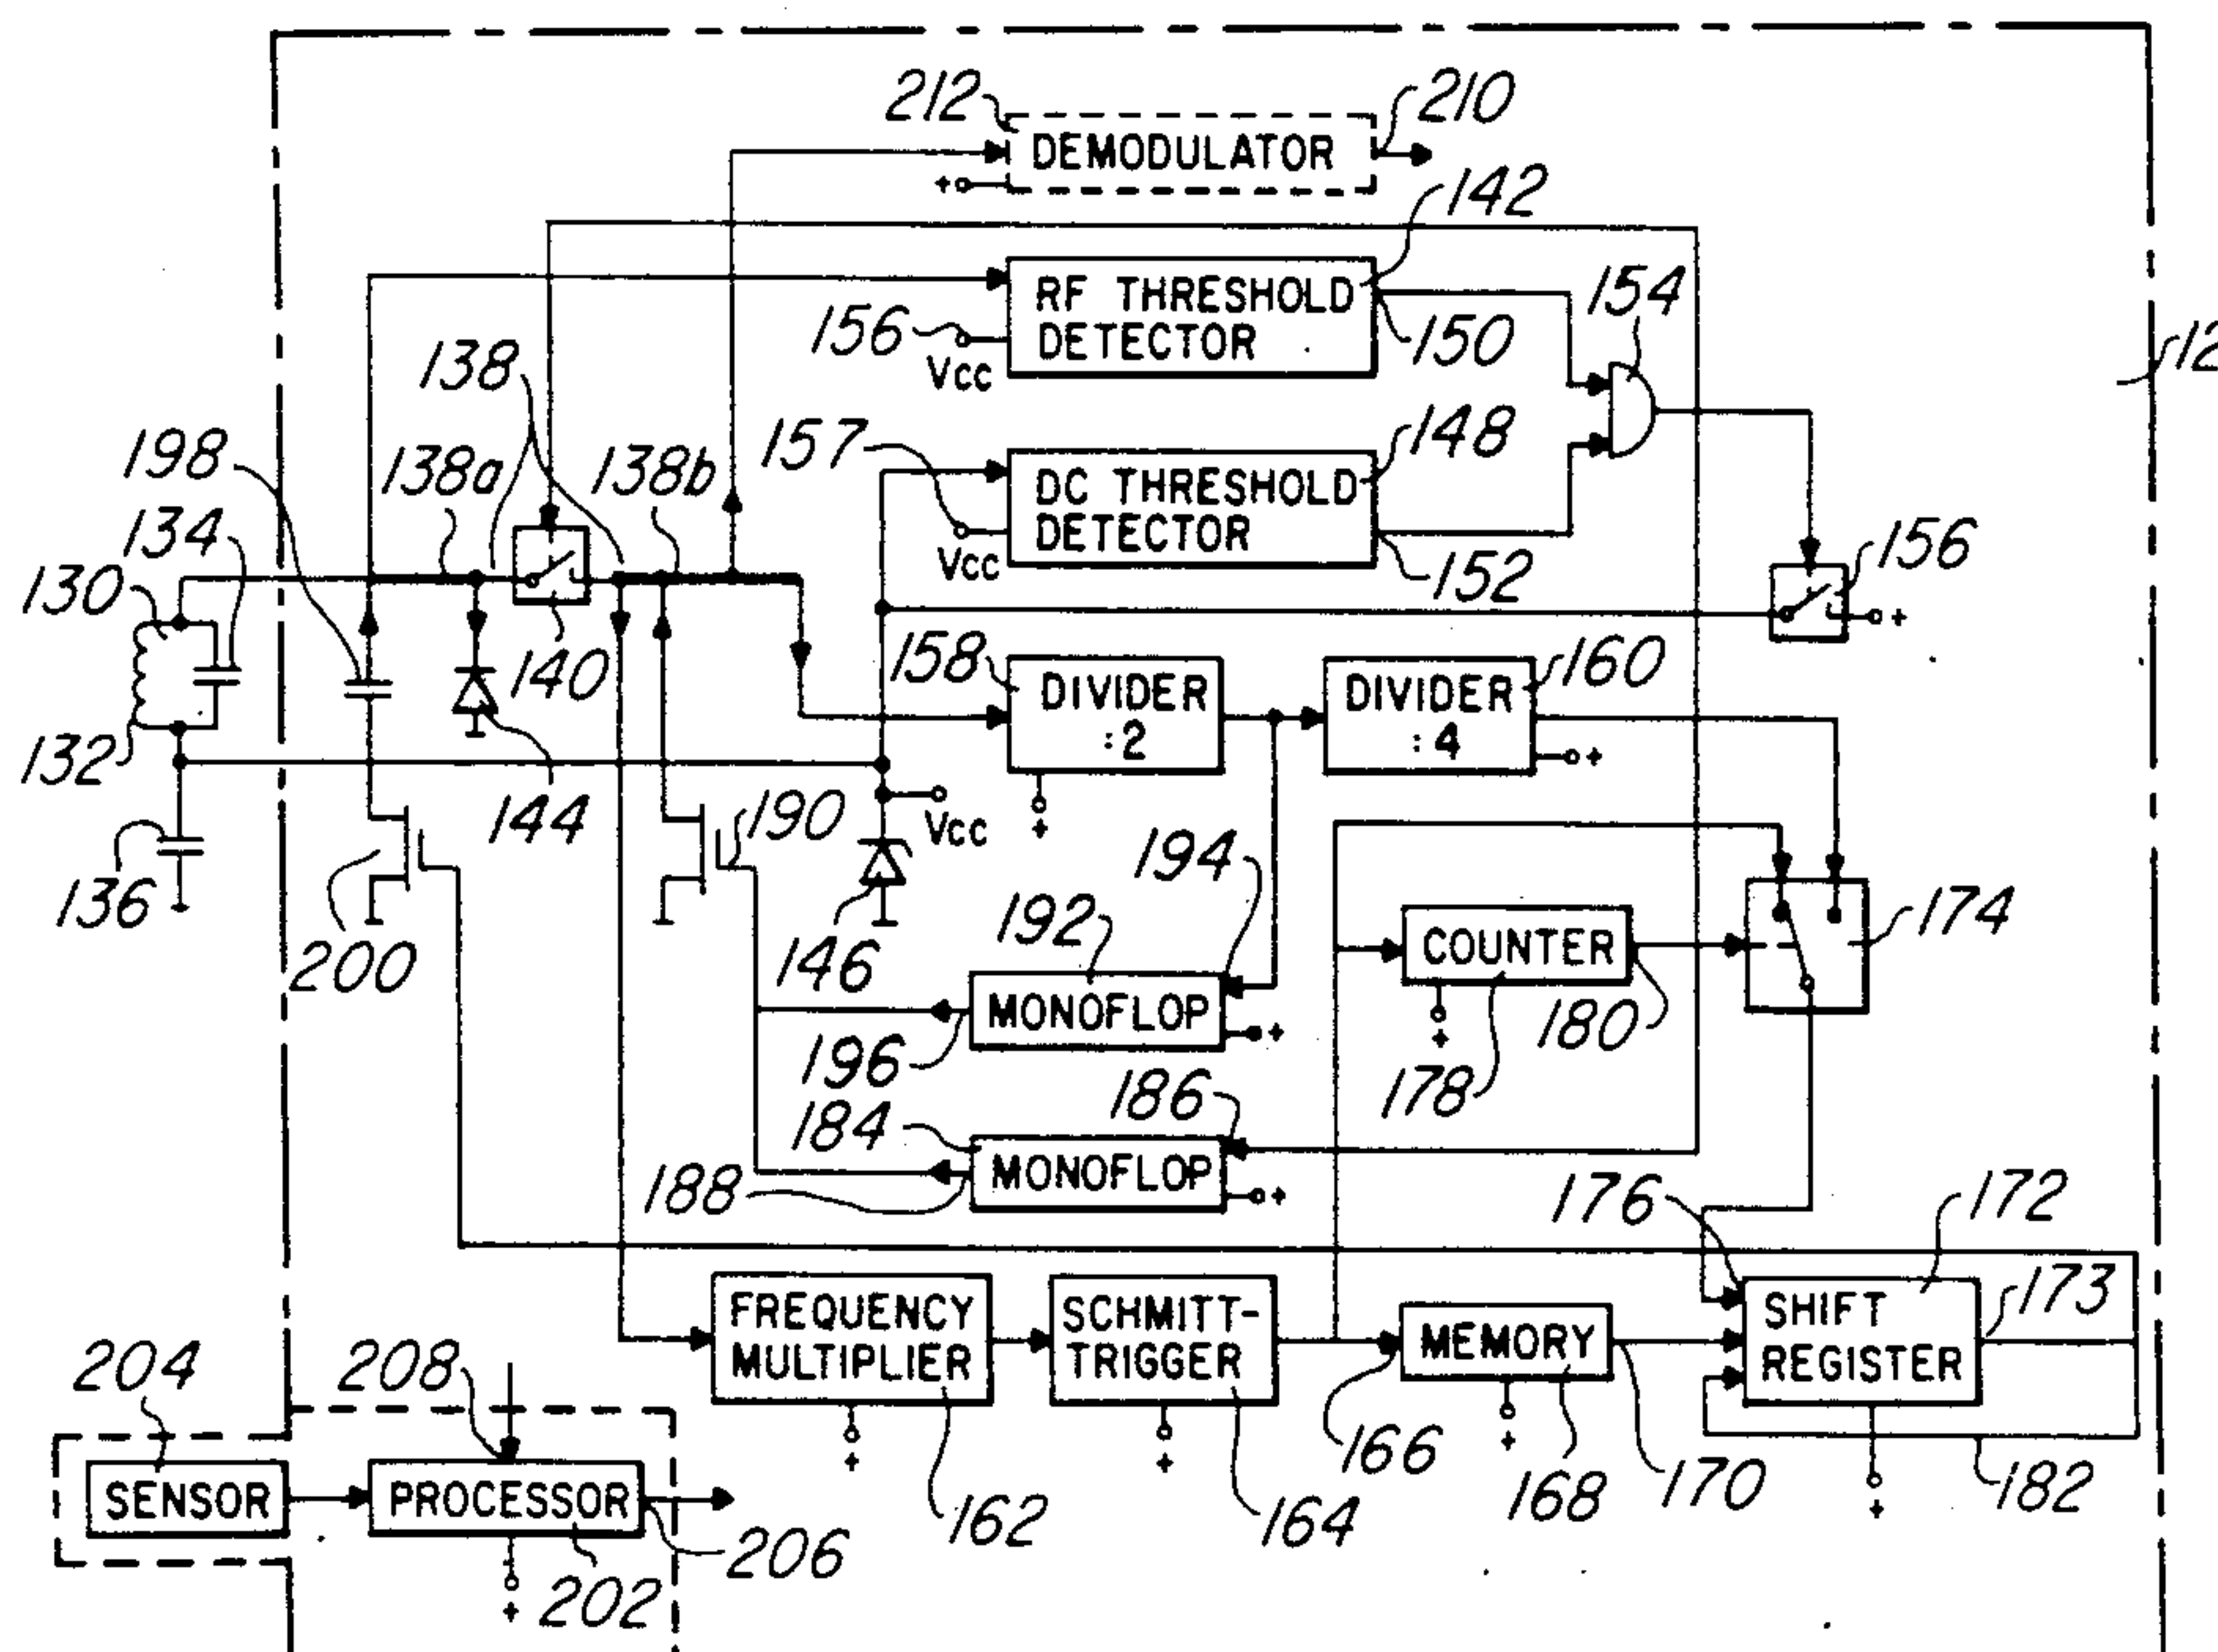 212
DEMODULATOR
210
+
142
RF THRESHOLD
DETECTOR
156
Vcc
150
154
12
138
198
138a
138b
157
DC THRESHOLD
DETECTOR
148
Vcc
152
156
+
134
130
140
158
DIVIDER
:2
DIVIDER
:4
160
+
132
144
190
Vcc
+
194
136
200
146
192
MONOFLOP
+
196
COUNTER
+
180
174
178
184
186
MONOFLOP
+
188
176
172
173
FREQUENCY
MULTIPLIER
SCHMITT-
TRIGGER
MEMORY
SHIFT
REGISTER
204
208
+
+
166
+
168
170
+
182
SENSOR
PROCESSOR
162
164
206
+
202